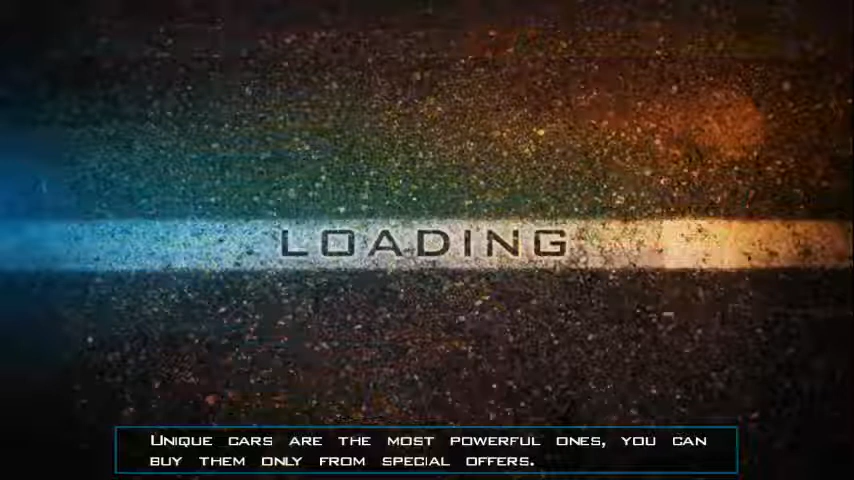 LOADING
Unique cars are the most powerful ones, you can
buy them only from special offers.